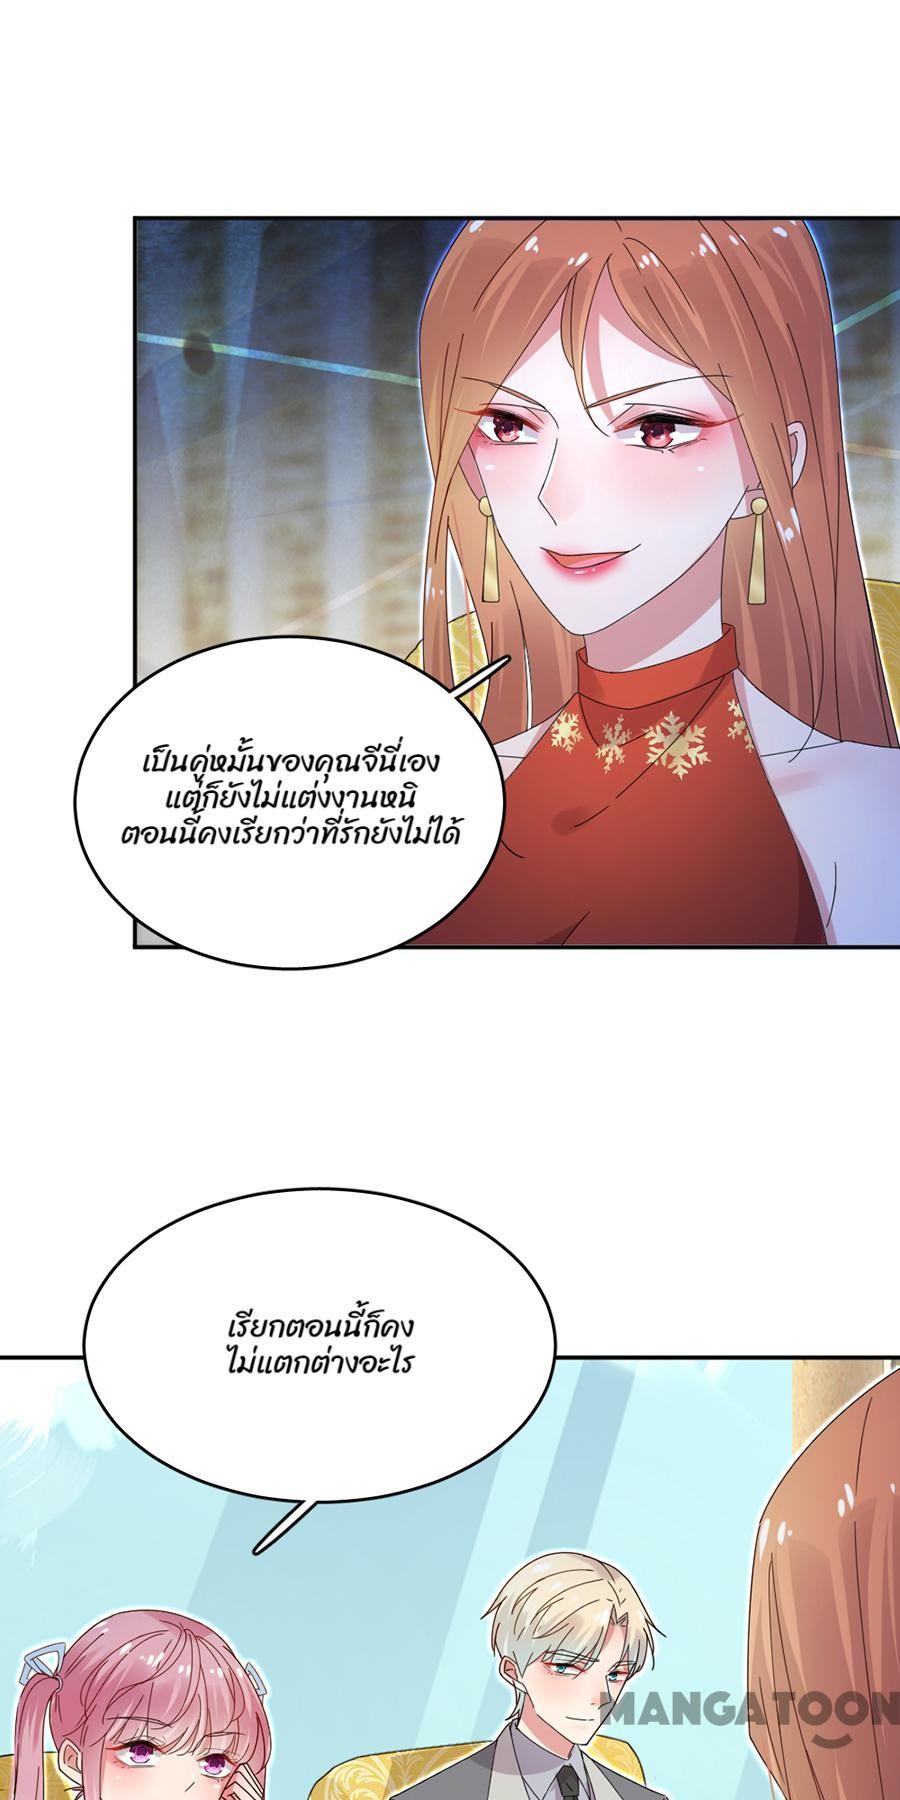 เป็นคู่หมั้นของคุณจีนี่เอง
แต่ก็ยังไม่แต่งงานหนิ
ตอนนี้คงเรียกว่าที่รักยังไม่ได้
เรียกตอนนี้ก็คง
ไม่แตกต่างอะไร
MANGATOON